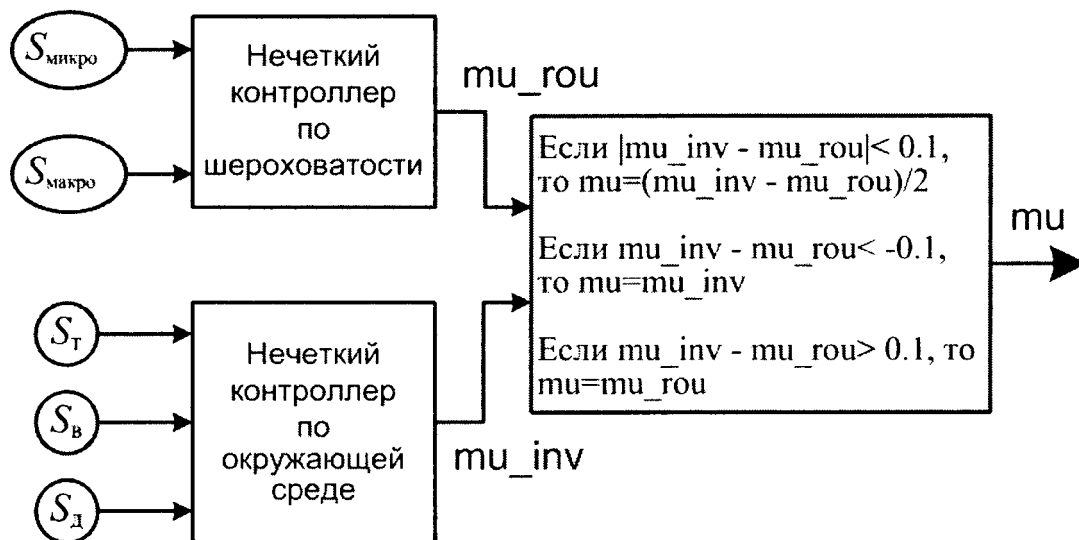 Sмикро
Sмакро
Нечеткий
контроллер
по
шероховатости
mu_rou
Если |mu_inv - mu_rou|< 0.1,
то mu=(mu_inv - mu_rou)/2
Если mu_inv - mu_rou< -0.1,
то mu=mu_inv
Если mu_inv - mu_rou> 0.1, то
mu=mu_rou
mu
Sт
Sв
Sд
Нечеткий
контроллер
по
окружающей
среде
mu_inv